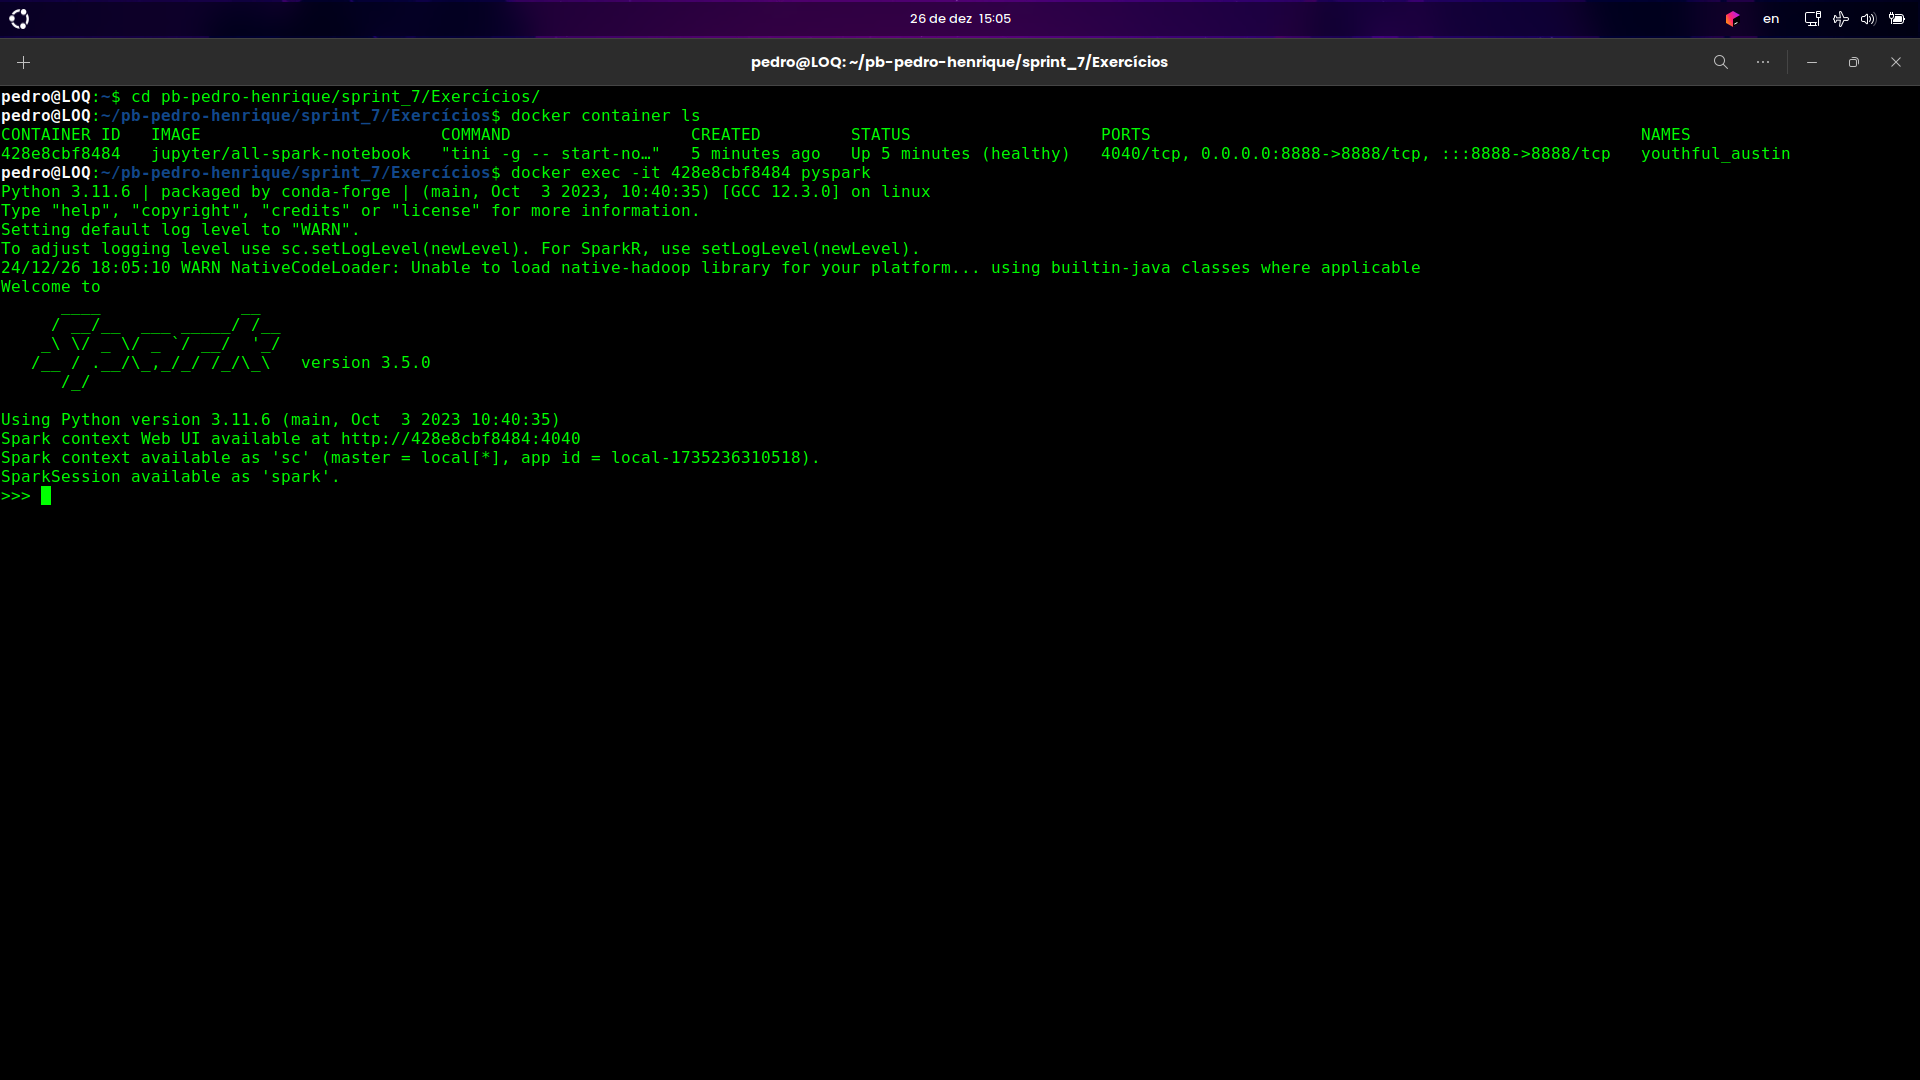 26 de dez 15:05
en
pedro@LOQ: ~/pb-pedro-henrique/sprint_7/Exercícios
pedro@LOQ:~$ cd pb-pedro-henrique/sprint_7/Exercícios/
pedro@LOQ:~/pb-pedro-henrique/sprint_7/Exercícios$ docker container ls
CONTAINER ID   IMAGE                        COMMAND                  CREATED         STATUS                   PORTS                                                 NAMES
428e8cbf8484   jupyter/all-spark-notebook   "tini -g -- start-no…"   5 minutes ago   Up 5 minutes (healthy)   4040/tcp, 0.0.0.0:8888->8888/tcp, :::8888->8888/tcp   youthful_austin
pedro@LOQ:~/pb-pedro-henrique/sprint_7/Exercícios$ docker exec -it 428e8cbf8484 pyspark
Python 3.11.6 | packaged by conda-forge | (main, Oct  3 2023, 10:40:35) [GCC 12.3.0] on linux
Type "help", "copyright", "credits" or "license" for more information.
Setting default log level to "WARN".
To adjust logging level use sc.setLogLevel(newLevel). For SparkR, use setLogLevel(newLevel).
24/12/26 18:05:10 WARN NativeCodeLoader: Unable to load native-hadoop library for your platform... using builtin-java classes where applicable
Welcome to
      ____              __
     / __/__  ___ _____/ /__
    _\ \/ _ \/ _ `/ __/  '_/
   /__ / .__/\_,_/_/ /_/\_\   version 3.5.0
      /_/
Using Python version 3.11.6 (main, Oct  3 2023 10:40:35)
Spark context Web UI available at http://428e8cbf8484:4040
Spark context available as 'sc' (master = local[*], app id = local-1735236310518).
SparkSession available as 'spark'.
>>>